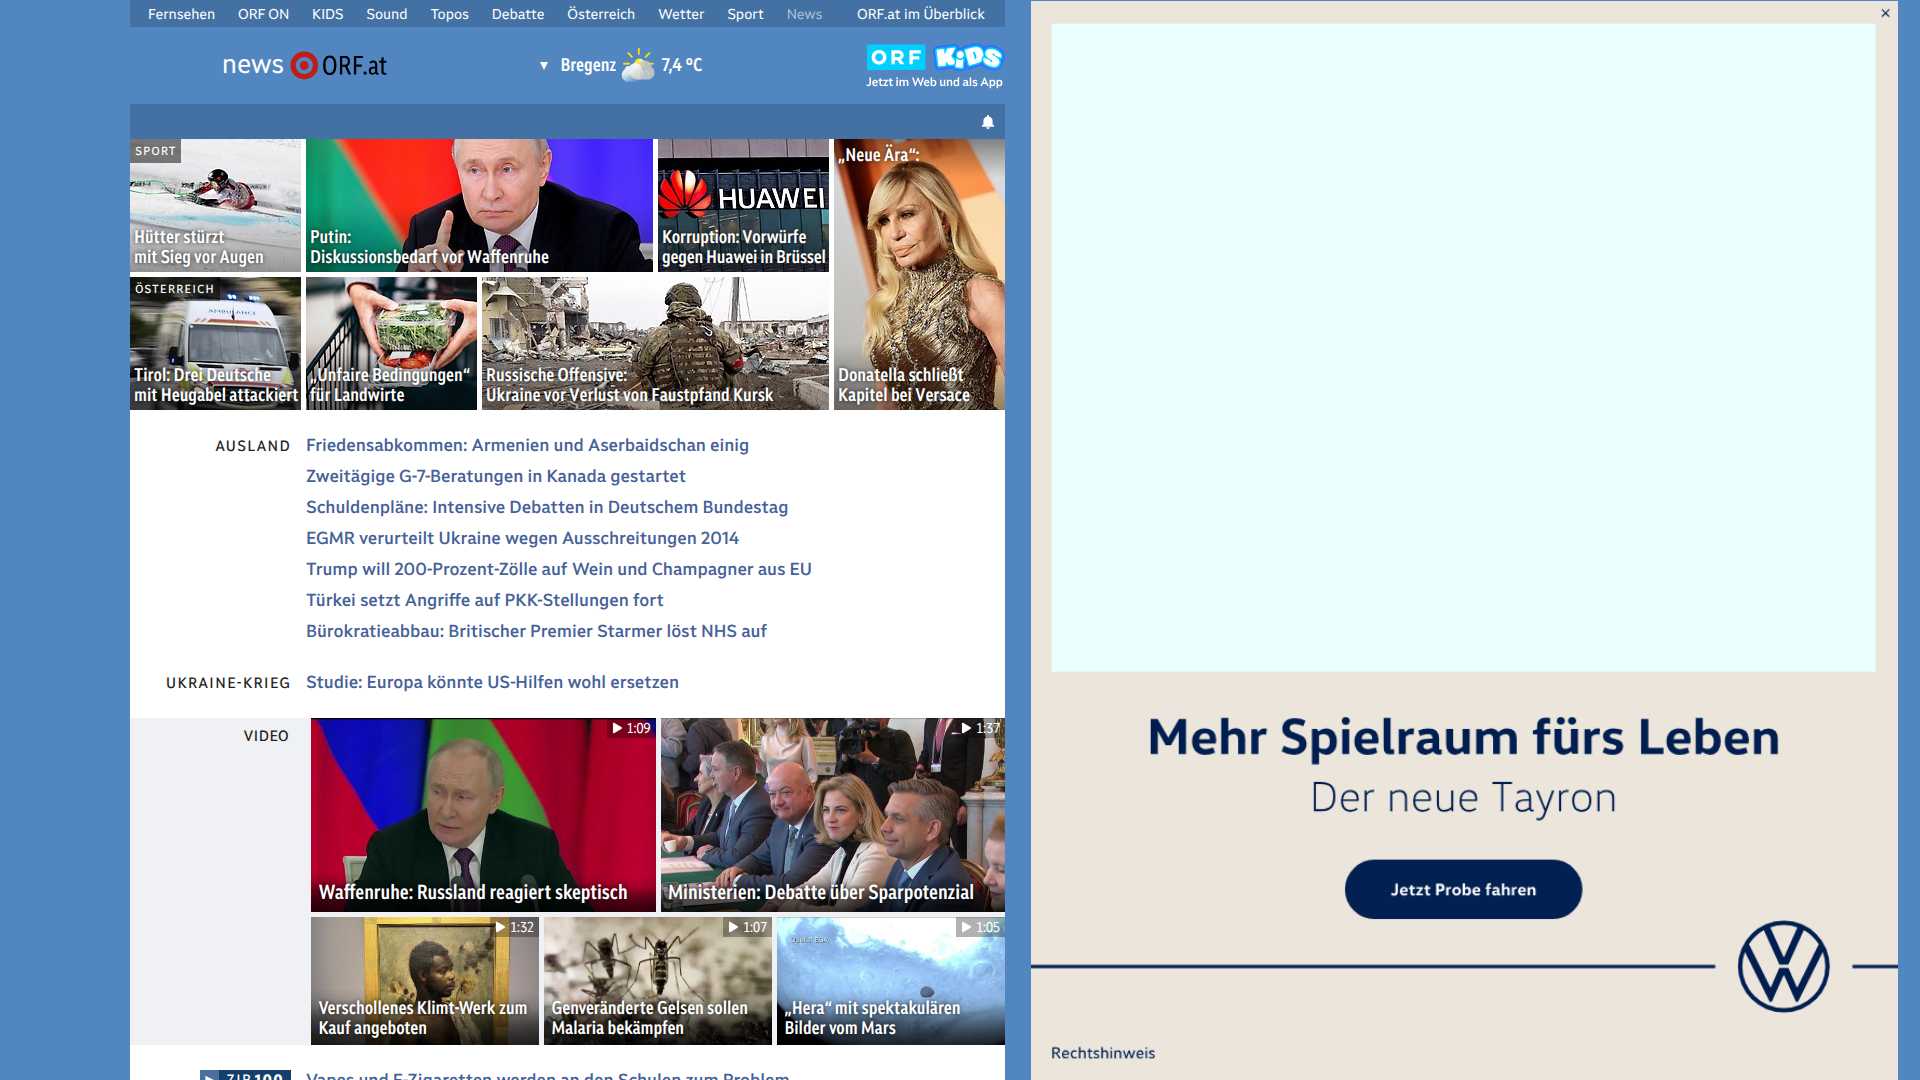 Fernsehen ORF ON KIDS Sound Topos Debatte Österreich Wetter Sport News ORF.at im Überblick
news ORF.at
▼ Bregenz 7,4 °C
ORF KiDS
Jetzt im Web und als App
SPORT
Hütter stürzt
mit Sieg vor Augen
Putin:
Diskussionsbedarf vor Waffenruhe
HUAWEI
Korruption: Vorwürfe
gegen Huawei in Brüssel
„Neue Ära“:
Donatella schließt
Kapitel bei Versace
ÖSTERREICH
AMBULANCE
Tirol: Drei Deutsche
mit Heugabel attackiert
„Unfaire Bedingungen“
für Landwirte
Russische Offensive:
Ukraine vor Verlust von Faustpfand Kursk
AUSLAND
Friedensabkommen: Armenien und Aserbaidschan einig
Zweitägige G-7-Beratungen in Kanada gestartet
Schuldenpläne: Intensive Debatten in Deutschem Bundestag
EGMR verurteilt Ukraine wegen Ausschreitungen 2014
Trump will 200-Prozent-Zölle auf Wein und Champagner aus EU
Türkei setzt Angriffe auf PKK-Stellungen fort
Bürokratieabbau: Britischer Premier Starmer löst NHS auf
UKRAINE-KRIEG
Studie: Europa könnte US-Hilfen wohl ersetzen
VIDEO
1:09
Waffenruhe: Russland reagiert skeptisch
1:37
Ministerien: Debatte über Sparpotenzial
1:32
Verschollenes Klimt-Werk zum
Kauf angeboten
1:07
Genveränderte Gelsen sollen
Malaria bekämpfen
1:05
„Hera“ mit spektakulären
Bilder vom Mars
ZIB100
Vapes und E-Zigaretten werden an den Schulen zum Problem
×
Mehr Spielraum fürs Leben
Der neue Tayron
Jetzt Probe fahren
Rechtshinweis